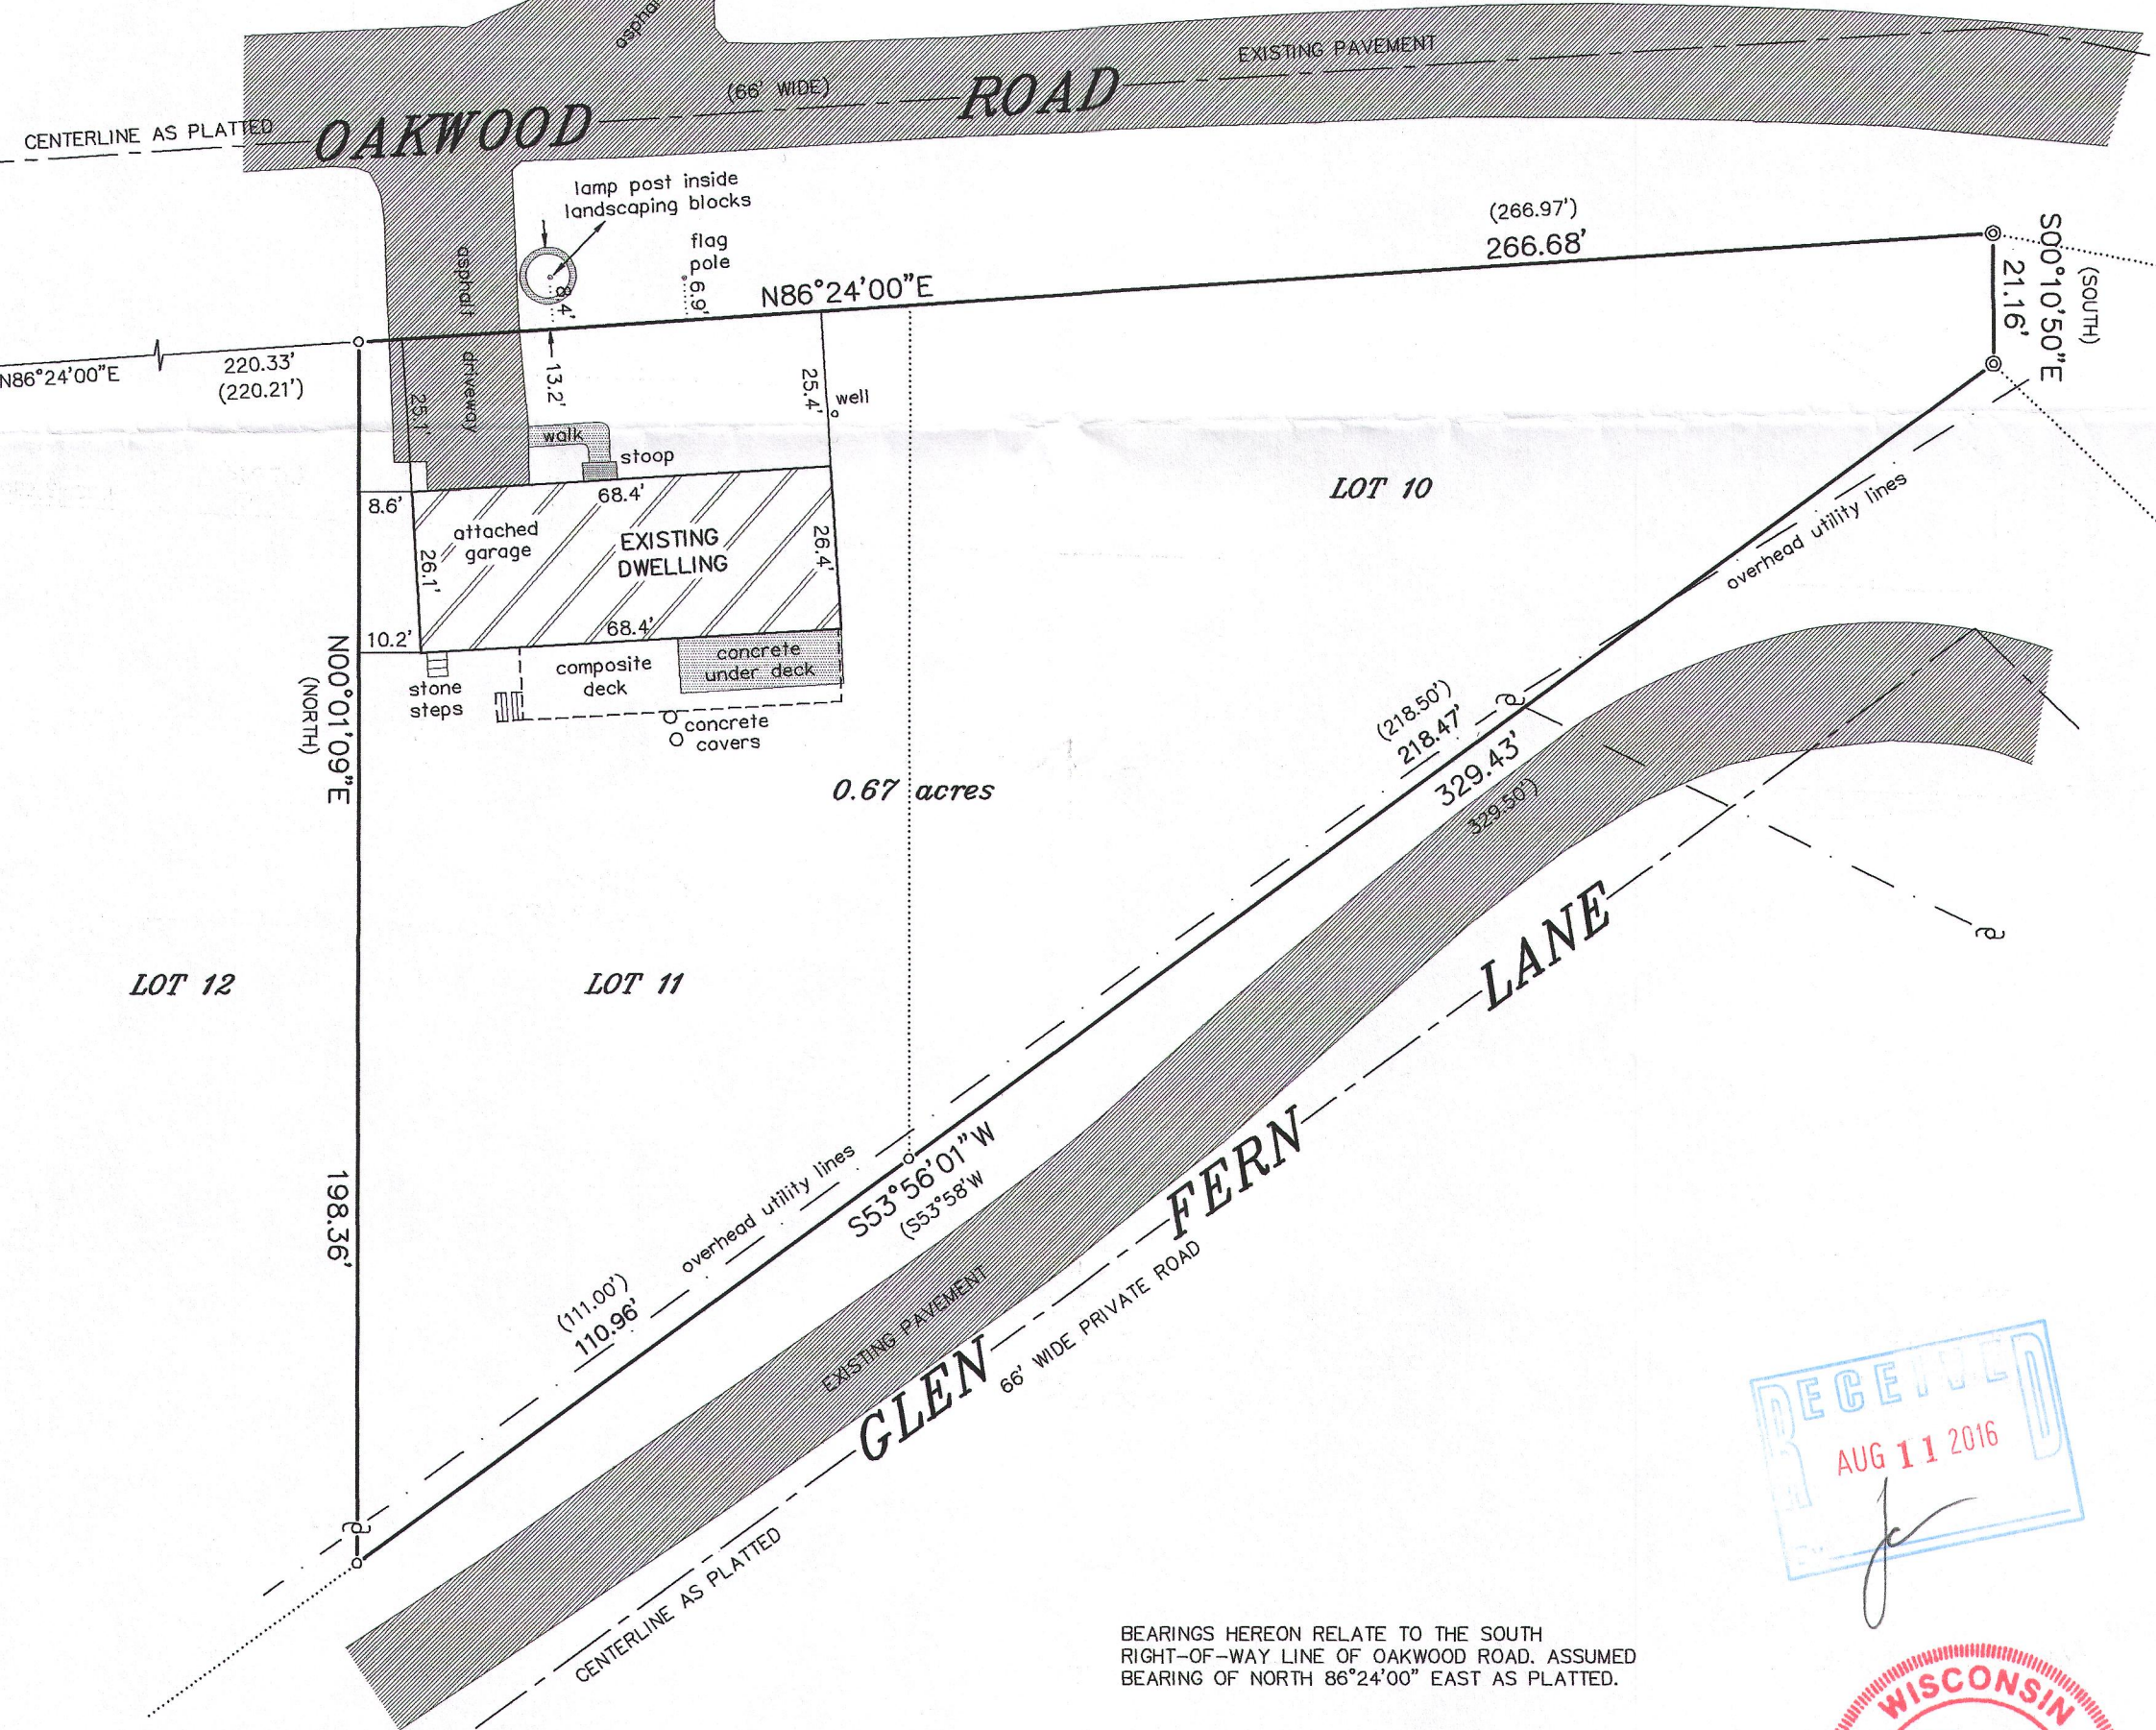 asphal
EXISTING PAVEMENT
(66' WIDE)
OAKWOOD ROAD
CENTERLINE AS PLATTED
lamp post inside
landscaping blocks
flag
pole
6.9'
8.4'
asphalt driveway
N86°24'00"E
(266.97')
266.68'
S00°10'50"E
(SOUTH)
21.16'
N86°24'00"E
220.33'
(220.21')
25.1'
13.2'
25.4'
well
walk
stoop
8.6'
68.4'
attached
garage
EXISTING
DWELLING
26.1'
26.4'
10.2'
68.4'
stone
steps
composite
deck
concrete
under deck
concrete
covers
LOT 10
overhead utility lines
N00°01'09"E
(NORTH)
0.67 acres
(218.50')
218.47'
329.43'
329.50')
LOT 12
LOT 11
198.36'
overhead utility lines
S53°56'01"W
(S53°58'W
(111.00')
110.96'
EXISTING PAVEMENT
GLEN FERN LANE
66' WIDE PRIVATE ROAD
CENTERLINE AS PLATTED
RECEIVED
AUG 11 2016
BEARINGS HEREON RELATE TO THE SOUTH
RIGHT-OF-WAY LINE OF OAKWOOD ROAD. ASSUMED
BEARING OF NORTH 86°24'00" EAST AS PLATTED.
WISCONSIN